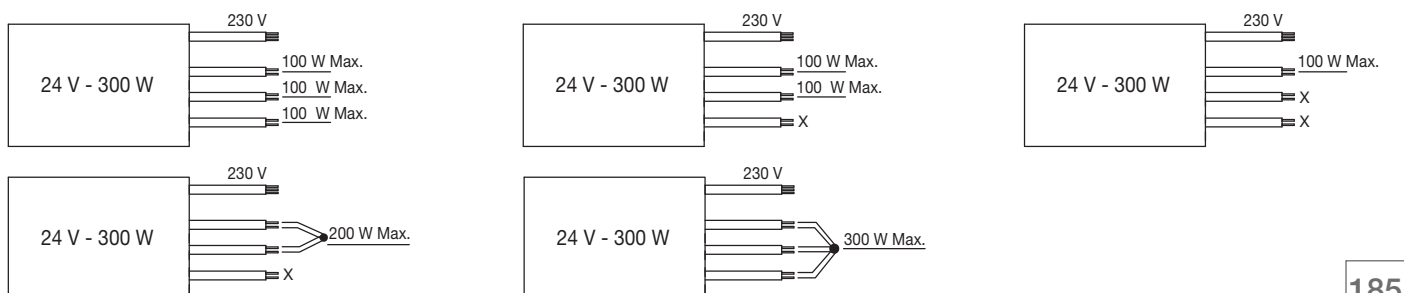 230 V
24 V - 300 W
100 W Max.
100 W Max.
100 W Max.
230 V
24 V - 300 W
100 W Max.
100 W Max.
X
230 V
24 V - 300 W
100 W Max.
X
X
230 V
24 V - 300 W
200 W Max.
X
230 V
24 V - 300 W
300 W Max.
185